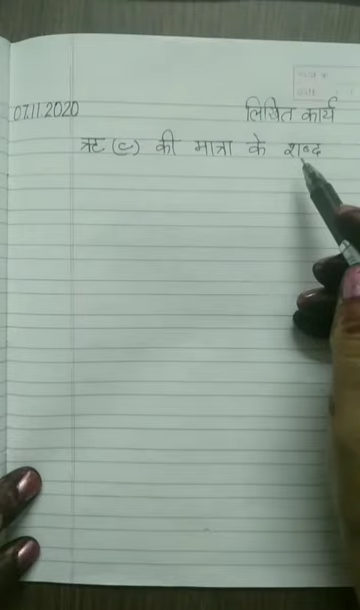 07.11.2020
लिखित कार्य
ऋ (ृ) की मात्रा के शब्द